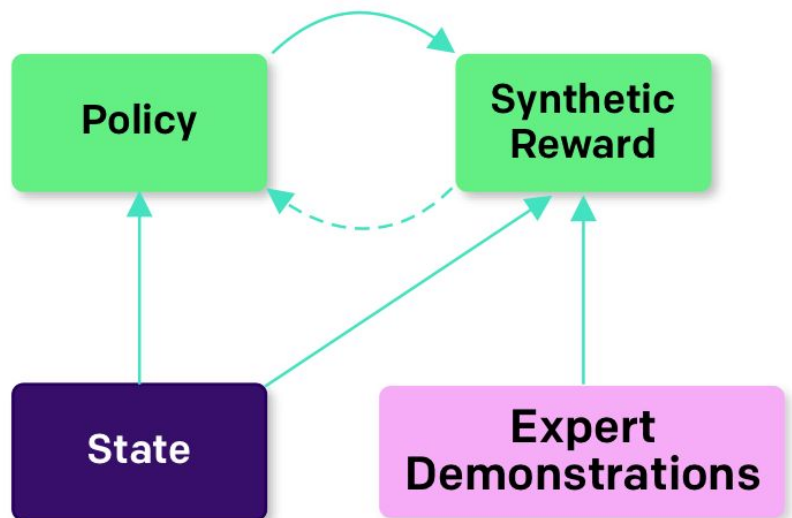 Policy
Synthetic
Reward
State
Expert
Demonstrations